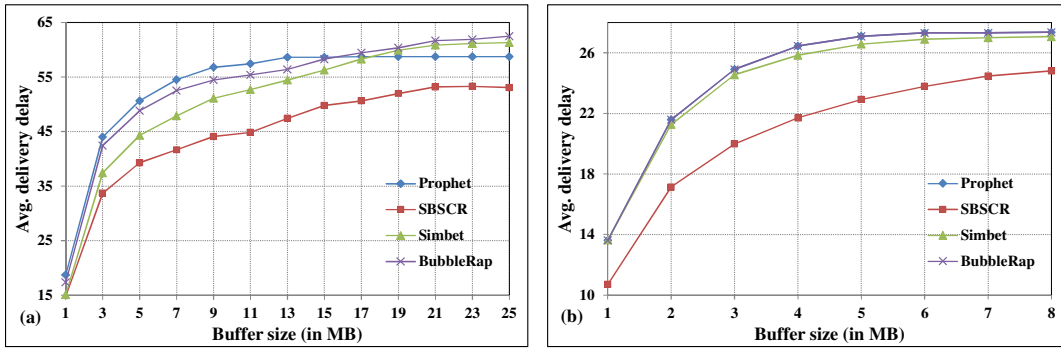 65
55
45
35
25
15
Avg. delivery delay
Prophet
SBSCR
Simbet
BubbleRap
1 3 5 7 9 11 13 15 17 19 21 23 25
(a)
Buffer size (in MB)
26
22
18
14
10
Avg. delivery delay
Prophet
SBSCR
Simbet
BubbleRap
1 2 3 4 5 6 7 8
(b)
Buffer size (in MB)